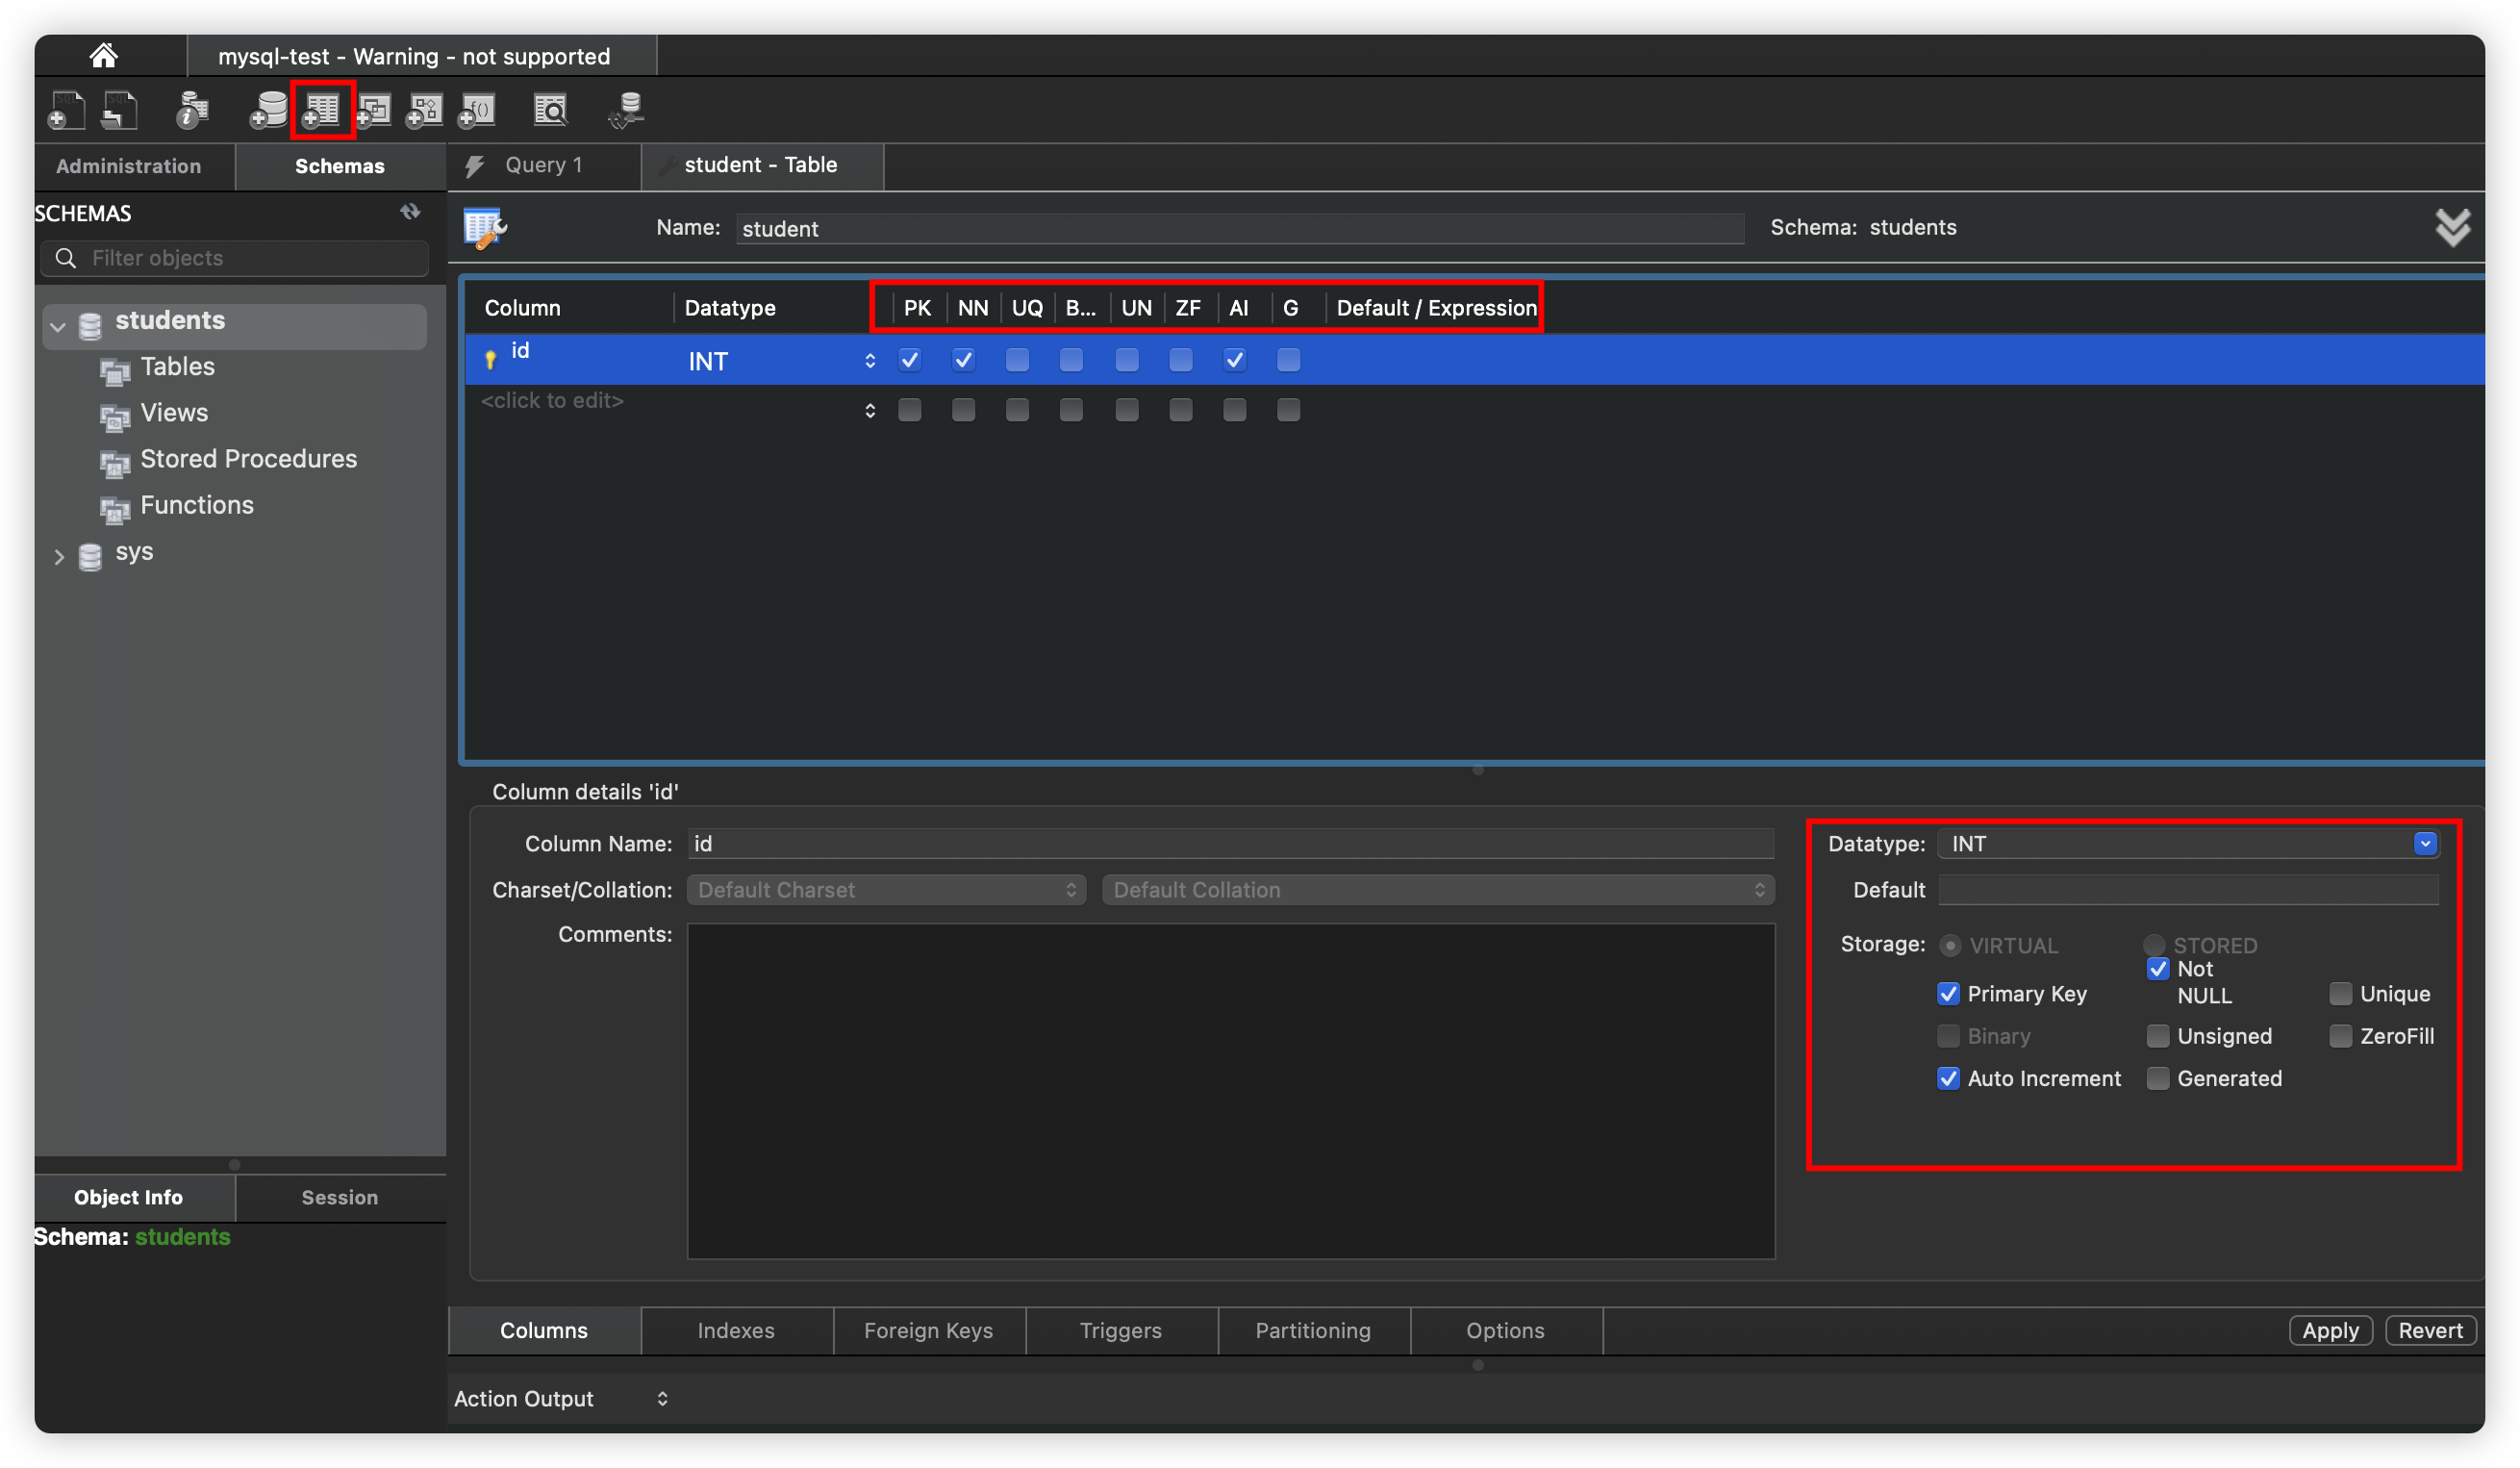 mysql-test - Warning - not supported
Administration
Schemas
Query 1
student - Table
SCHEMAS
Filter objects
students
Tables
Views
Stored Procedures
Functions
sys
Object Info
Session
Schema: students
Name: student
Schema: students
Column Datatype PK NN UQ B... UN ZF AI G Default / Expression
id INT
<click to edit>
Column details 'id'
Column Name: id
Charset/Collation: Default Charset Default Collation
Comments:
Datatype: INT
Default
Storage: VIRTUAL STORED
Primary Key Not NULL Unique
Binary Unsigned ZeroFill
Auto Increment Generated
Columns Indexes Foreign Keys Triggers Partitioning Options
Apply Revert
Action Output